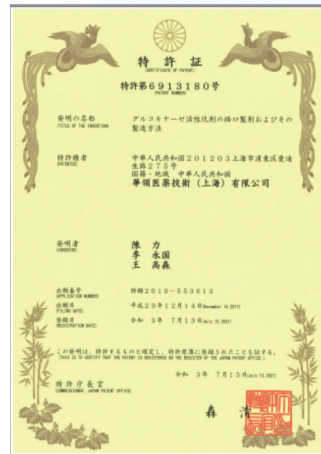 特許証
(CERTIFICATE OF PATENT)
特許第6913180号
(PATENT NUMBER)
発明の名称
(TITLE OF THE INVENTION)
グルコキナーゼ活性化剤の経口製剤およびその
製造方法
特許権者
(PATENTEE)
中華人民共和国201203上海市浦東区愛迪
生路275号
国籍・地域 中華人民共和国
華領医薬技術(上海)有限公司
発明者
(INVENTOR)
陳 力
李 永国
王 高森
出願番号
(APPLICATION NUMBER)
特願2019-553613
出願日
(FILING DATE)
平成29年12月14日(December 14,2017)
登録日
(REGISTRATION DATE)
令和 3年 7月13日(July 13,2021)
この発明は、特許するものと確定し、特許原簿に登録されたことを証する。
(THIS IS TO CERTIFY THAT THE PATENT IS REGISTERED ON THE REGISTER OF THE JAPAN PATENT OFFICE.)
令和 3年 7月13日(July 13,2021)
特許庁長官
(COMMISSIONER, JAPAN PATENT OFFICE)
森 清